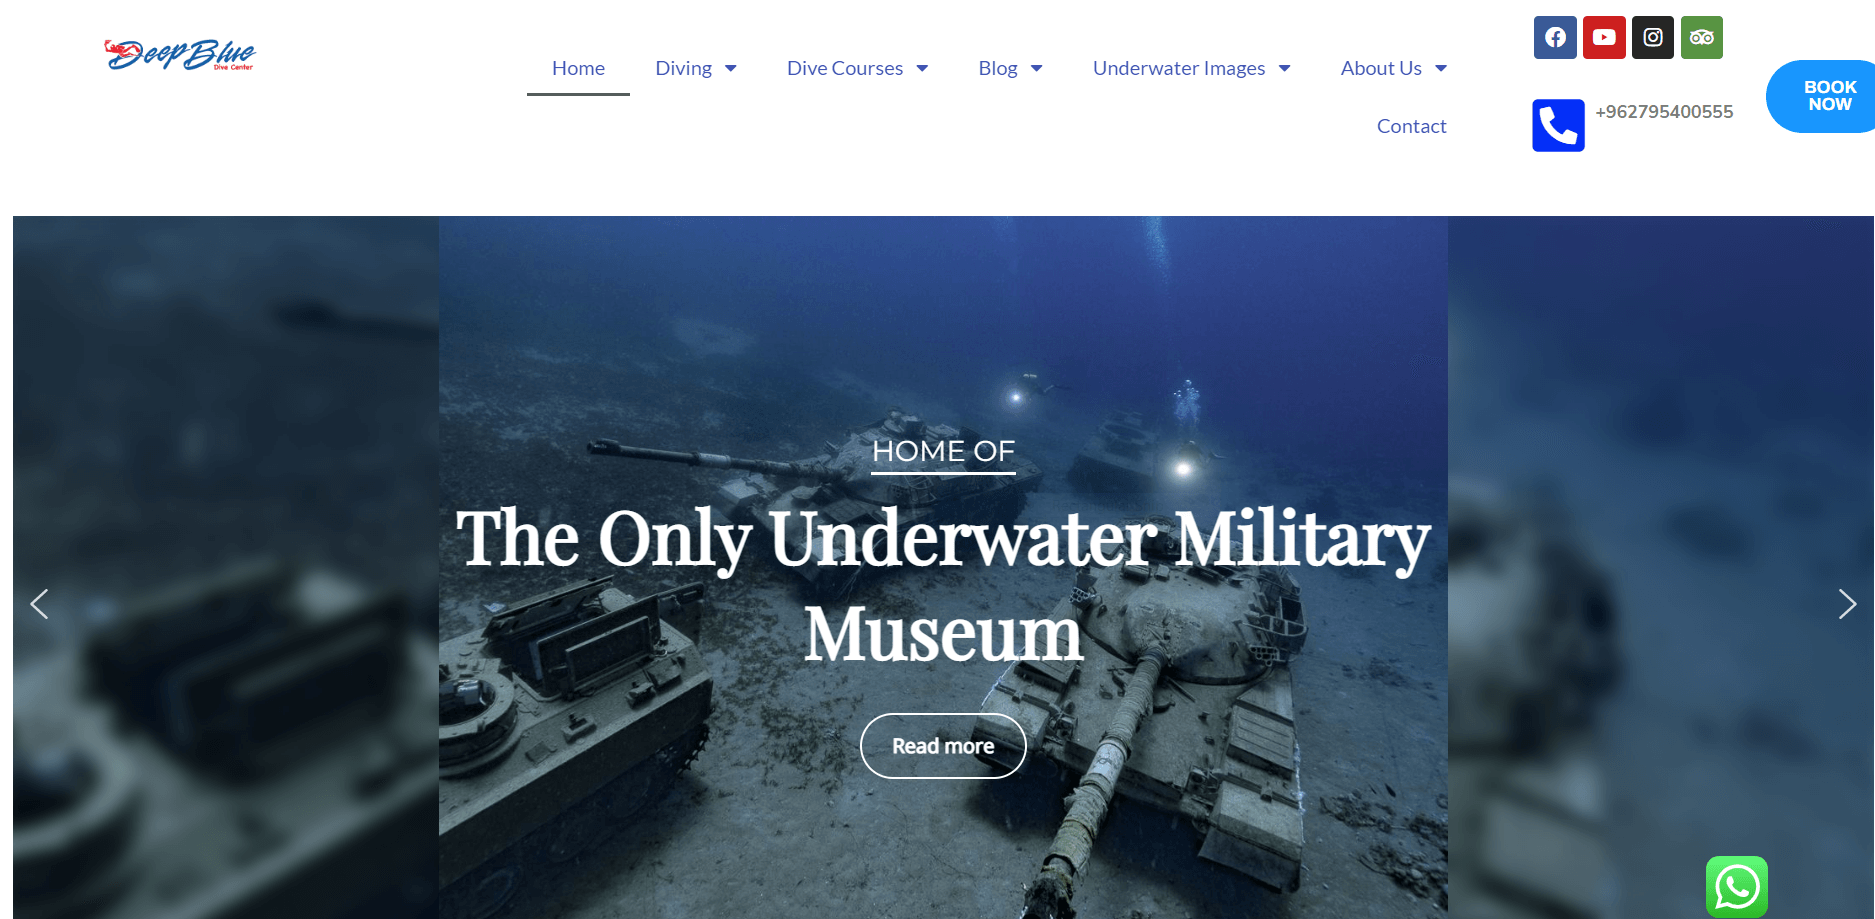 DeepBlue
Dive Center
Home
Diving
Dive Courses
Blog
Underwater Images
About Us
Contact
+962795400555
BOOK
NOW
HOME OF
The Only Underwater Military
Museum
Read more